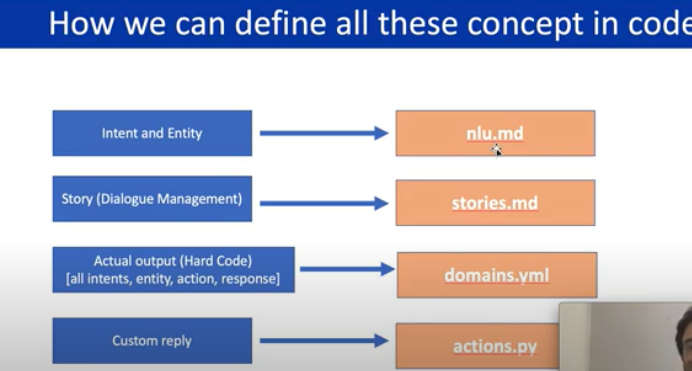 How we can define all these concept in code
Intent and Entity
nlu.md
Story (Dialogue Management)
stories.md
Actual output (Hard Code)
[all intents, entity, action, response]
domains.yml
Custom reply
actions.py